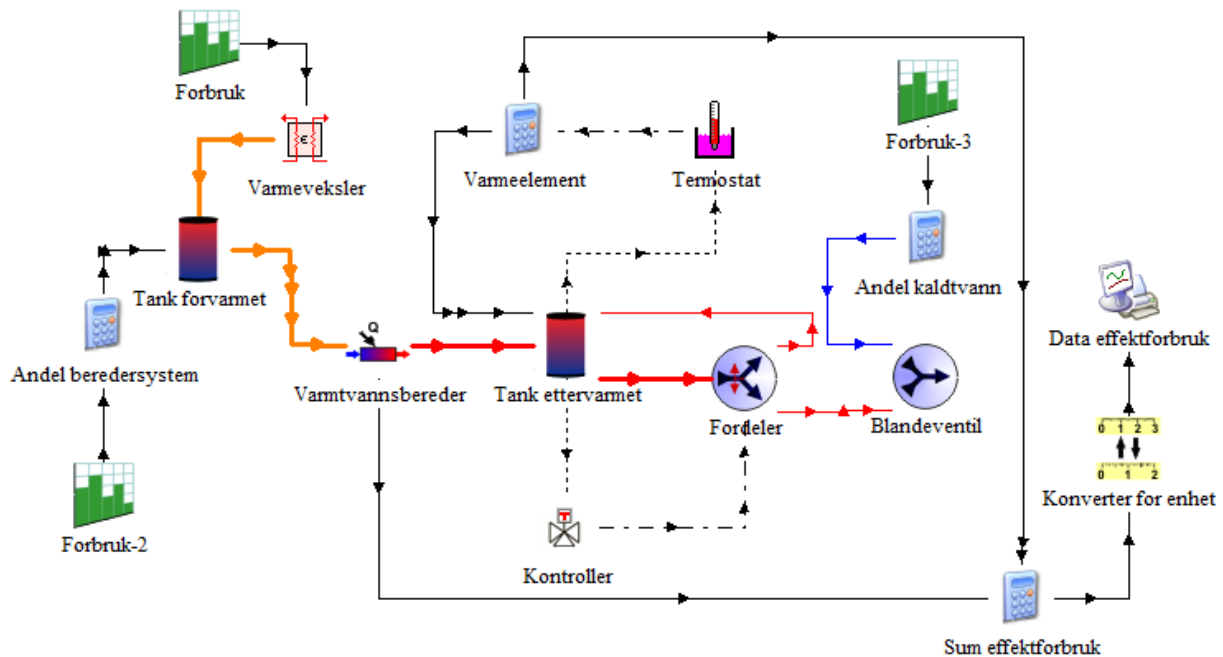 Forbruk
ε
Varmeveksler
Varmeelement
Termostat
Forbruk-3
Tank forvarmet
Andel kaldtvann
Andel beredersystem
Q
Varmtvannsbereder
Tank ettervarmet
Fordeler
Blandeventil
Data effektforbruk
0 1 2 3
0 1 2
Konverter for enhet
Forbruk-2
T
Kontroller
Sum effektforbruk